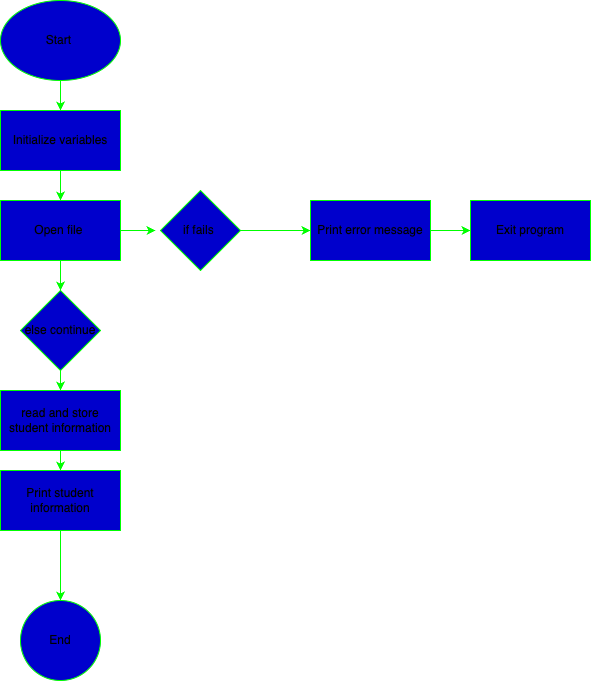 Start
Initialize variables
Open file
if fails
Print error message
Exit program
else continue
read and store
student information
Print student
information
End